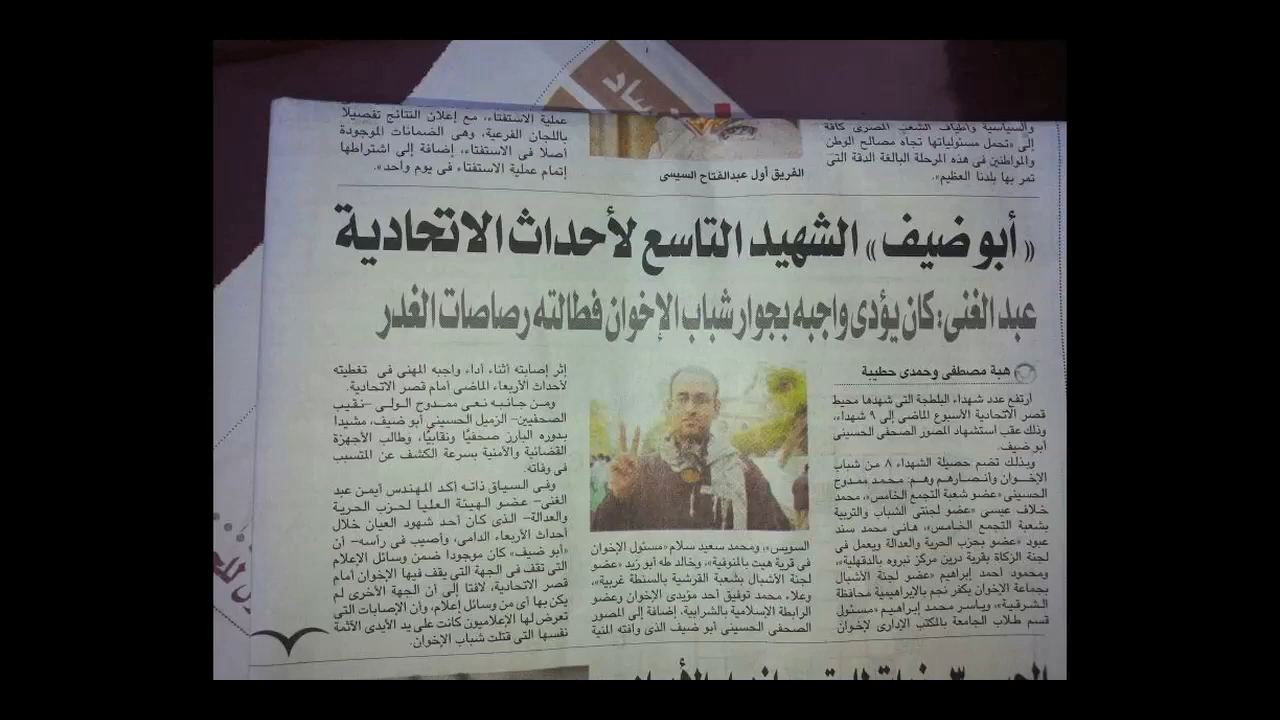 ساد
والسياسية وأطياف الشعب المصرى كافة
إلى «تحمل مسئولياتها تجاه مصالح الوطن
والمواطنين فى هذه المرحلة البالغة الدقة التى
تمر بها بلدنا العظيم».
الفريق أول عبدالفتاح السيسى
عملية الاستفتاء، مع إعلان النتائج تفصيلاً
باللجان الفرعية، وهى الضمانات الموجودة
أصلا فى الاستفتاء، إضافة إلى اشتراطها
إتمام عملية الاستفتاء فى يوم واحد».
« أبو ضيف » الشهيد التاسع لأحداث الاتحادية
عبد الغنى: كان يؤدى واجبه بجوار شباب الإخوان فطالته رصاصات الغدر
هبة مصطفى وحمدى حطيبة
ارتفع عدد شهداء البلطجة التى شهدها محيط
قصر الاتحادية الأسبوع الماضى إلى ٩ شهداء،
وذلك عقب استشهاد المصور الصحفى الحسينى
أبو ضيف.
وبذلك تضم حصيلة الشهداء ٨ من شباب
الإخوان وأنصارهم وهم: محمد ممدوح
الحسينى «عضو شعبة التجمع الخامس»، محمد
خلاف عيسى «عضو لجنتى الشباب والتربية
بشعبة التجمع الخامس»، هانى محمد سند
عبود «عضو بحزب الحرية والعدالة ويعمل فى
لجنة الزكاة بقرية درين مركز نبروه بالدقهلية»،
ومحمود أحمد إبراهيم «عضو لجنة الأشبال
بجماعة الإخوان بكفر نجم بالإبراهيمية محافظة
الشرقية»، وياسر محمد إبراهيم «مسئول
قسم طلاب الجامعة بالمكتب الإدارى لإخوان
السويس»، ومحمد سعيد سلام «مسئول الإخوان
فى قرية هيت بالمنوفية»، وخالد طه أبو زيد «عضو
لجنة الأشبال بشعبة القرشية بالسنطة غربية»،
وعلاء محمد توفيق أحد مؤيدى الإخوان وعضو
الرابطة الإسلامية بالشرابية، إضافة إلى المصور
الصحفى الحسينى أبو ضيف الذى وافته المنية
إثر إصابته أثناء أداء واجبه المهنى فى تغطيته
لأحداث الأربعاء الماضى أمام قصر الاتحادية.
ومن جانبه نعى ممدوح الولى –نقيب
الصحفيين– الزميل الحسينى أبو ضيف، مشيدا
بدوره البارز صحفيًا ونقابيًا، وطالب الأجهزة
القضائية والأمنية بسرعة الكشف عن المتسبب
فى وفاته.
وفى السياق ذاته أكد المهندس أيمن عبد
الغنى– عضو الهيئة العليا لحزب الحرية
والعدالة– الذى كان أحد شهود العيان خلال
أحداث الأربعاء الدامى، وأصيب فى رأسه– أن
«أبو ضيف» كان موجودا ضمن وسائل الإعلام
التى تقف فى الجهة التى يقف فيها الإخوان أمام
قصر الاتحادية، لافتا إلى أن الجهة الأخرى لم
يكن بها أى من وسائل إعلام، وأن الإصابات التى
تعرض لها الإعلاميون كانت على يد الأيدى الآثمة
نفسها التى قتلت شباب الإخوان.